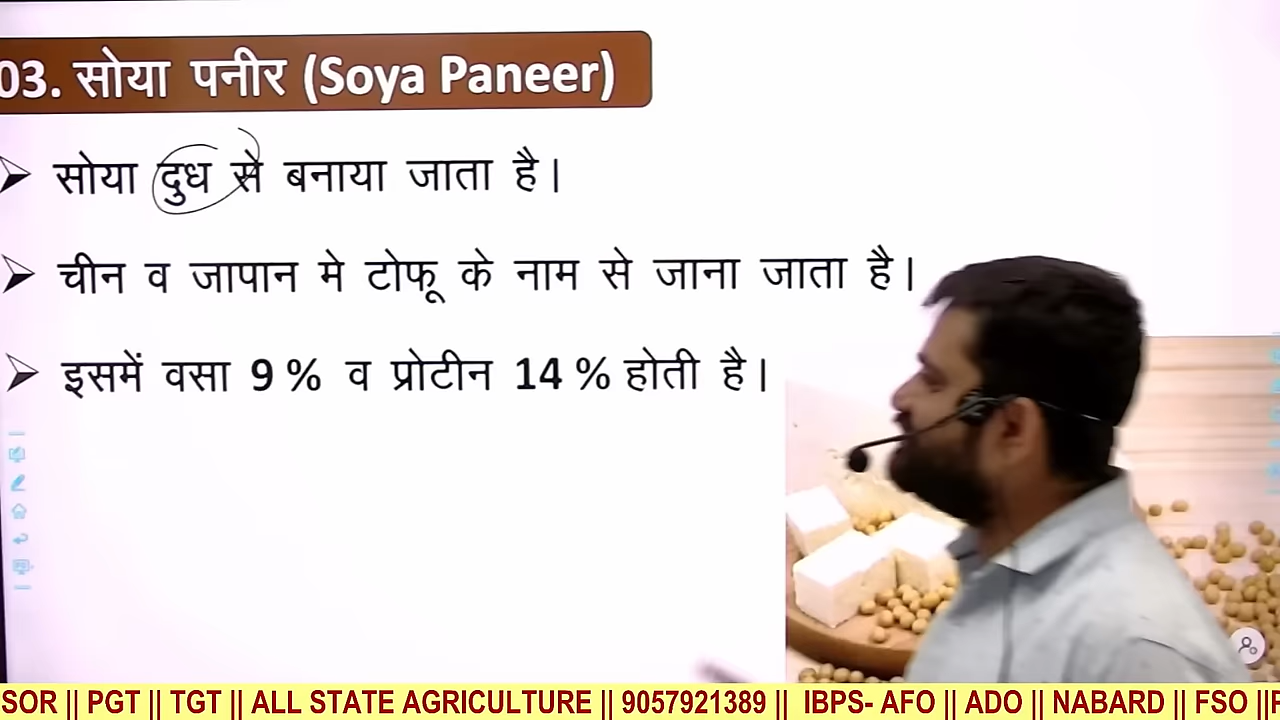 03. सोया पनीर (Soya Paneer)
सोया दुध से बनाया जाता है।
चीन व जापान मे टोफू के नाम से जाना जाता है।
इसमें वसा 9 % व प्रोटीन 14 % होती है।
SOR || PGT || TGT || ALL STATE AGRICULTURE || 9057921389 || IBPS- AFO || ADO || NABARD || FSO ||